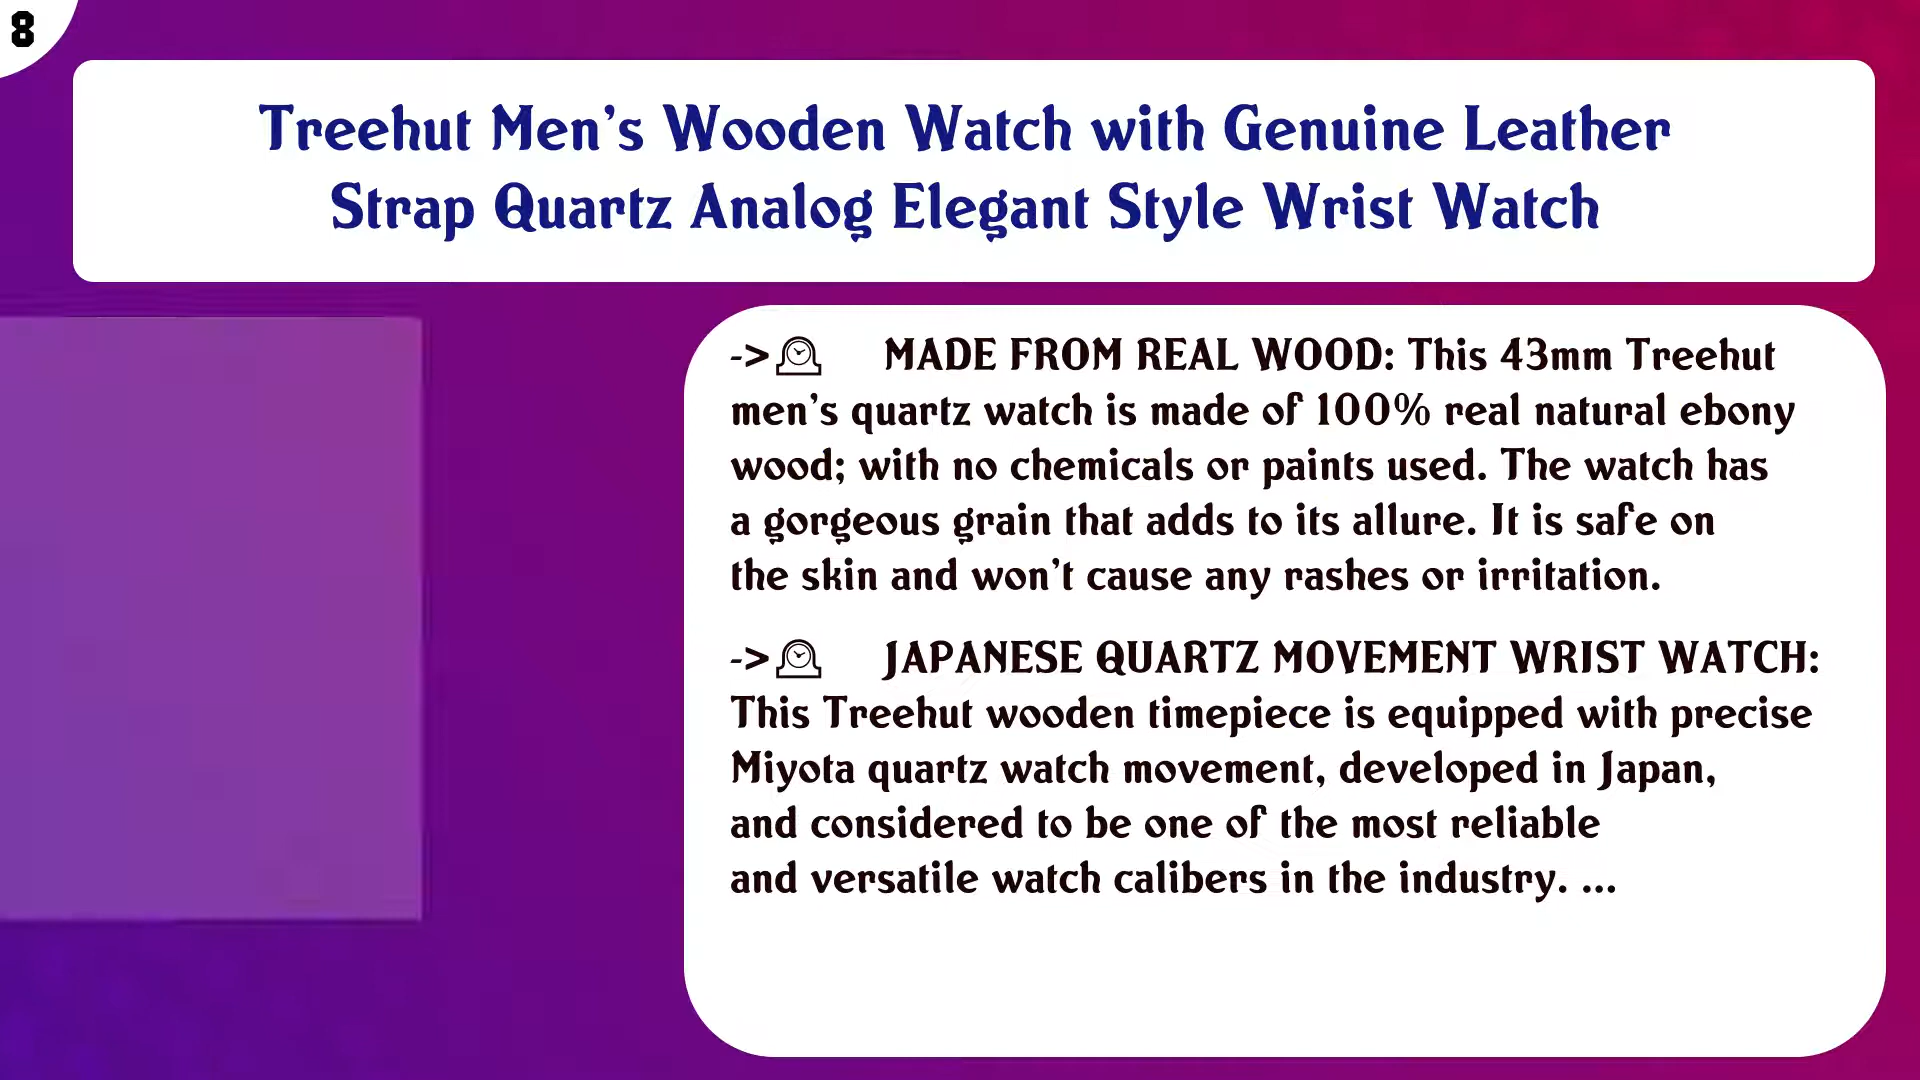 8
Treehut Men's Wooden Watch with Genuine Leather
Strap Quartz Analog Elegant Style Wrist Watch
->🕰 MADE FROM REAL WOOD: This 43mm Treehut
men's quartz watch is made of 100% real natural ebony
wood; with no chemicals or paints used. The watch has
a gorgeous grain that adds to its allure. It is safe on
the skin and won't cause any rashes or irritation.
->🕰 JAPANESE QUARTZ MOVEMENT WRIST WATCH:
This Treehut wooden timepiece is equipped with precise
Miyota quartz watch movement, developed in Japan,
and considered to be one of the most reliable
and versatile watch calibers in the industry. ...